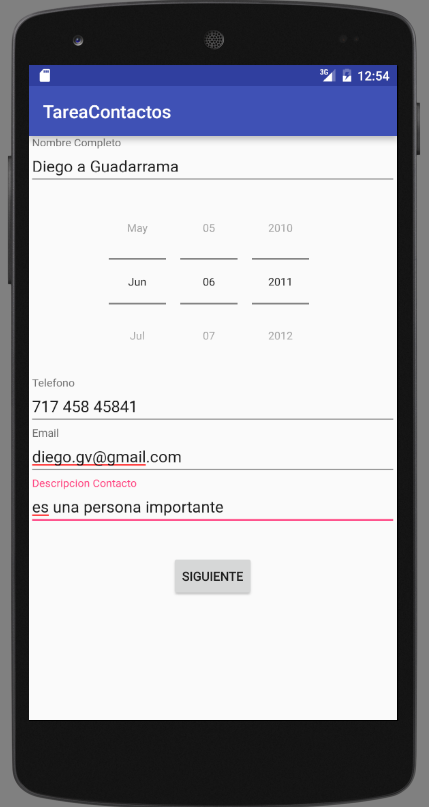 3G 12:54
TareaContactos
Nombre Completo
Diego a Guadarrama
May 05 2010
Jun 06 2011
Jul 07 2012
Telefono
717 458 45841
Email
diego.gv@gmail.com
Descripcion Contacto
es una persona importante
SIGUIENTE